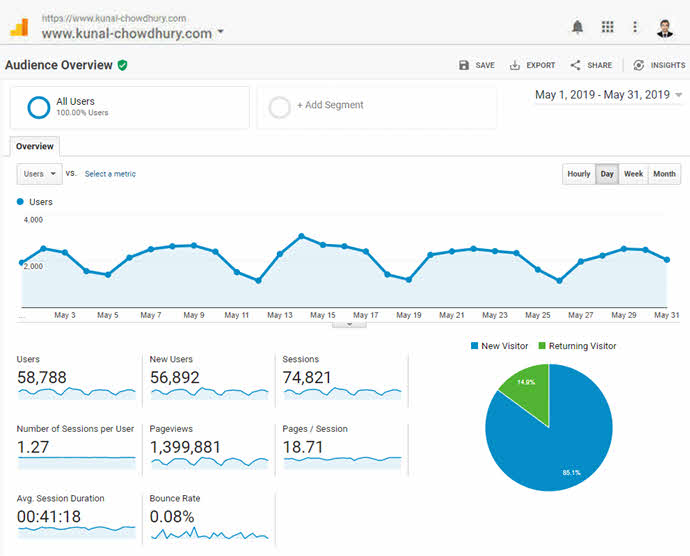 https://www.kunal-chowdhury.com
www.kunal-chowdhury.com
Audience Overview
SAVE
EXPORT
SHARE
INSIGHTS
All Users
100.00% Users
+ Add Segment
May 1, 2019 - May 31, 2019
Overview
Users
vs.
Select a metric
Hourly
Day
Week
Month
Users
4,000
2,000
...
May 3
May 5
May 7
May 9
May 11
May 13
May 15
May 17
May 19
May 21
May 23
May 25
May 27
May 29
May 31
New Visitor
Returning Visitor
Users
58,788
New Users
56,892
Sessions
74,821
14.9%
85.1%
Number of Sessions per User
1.27
Pageviews
1,399,881
Pages / Session
18.71
Avg. Session Duration
00:41:18
Bounce Rate
0.08%